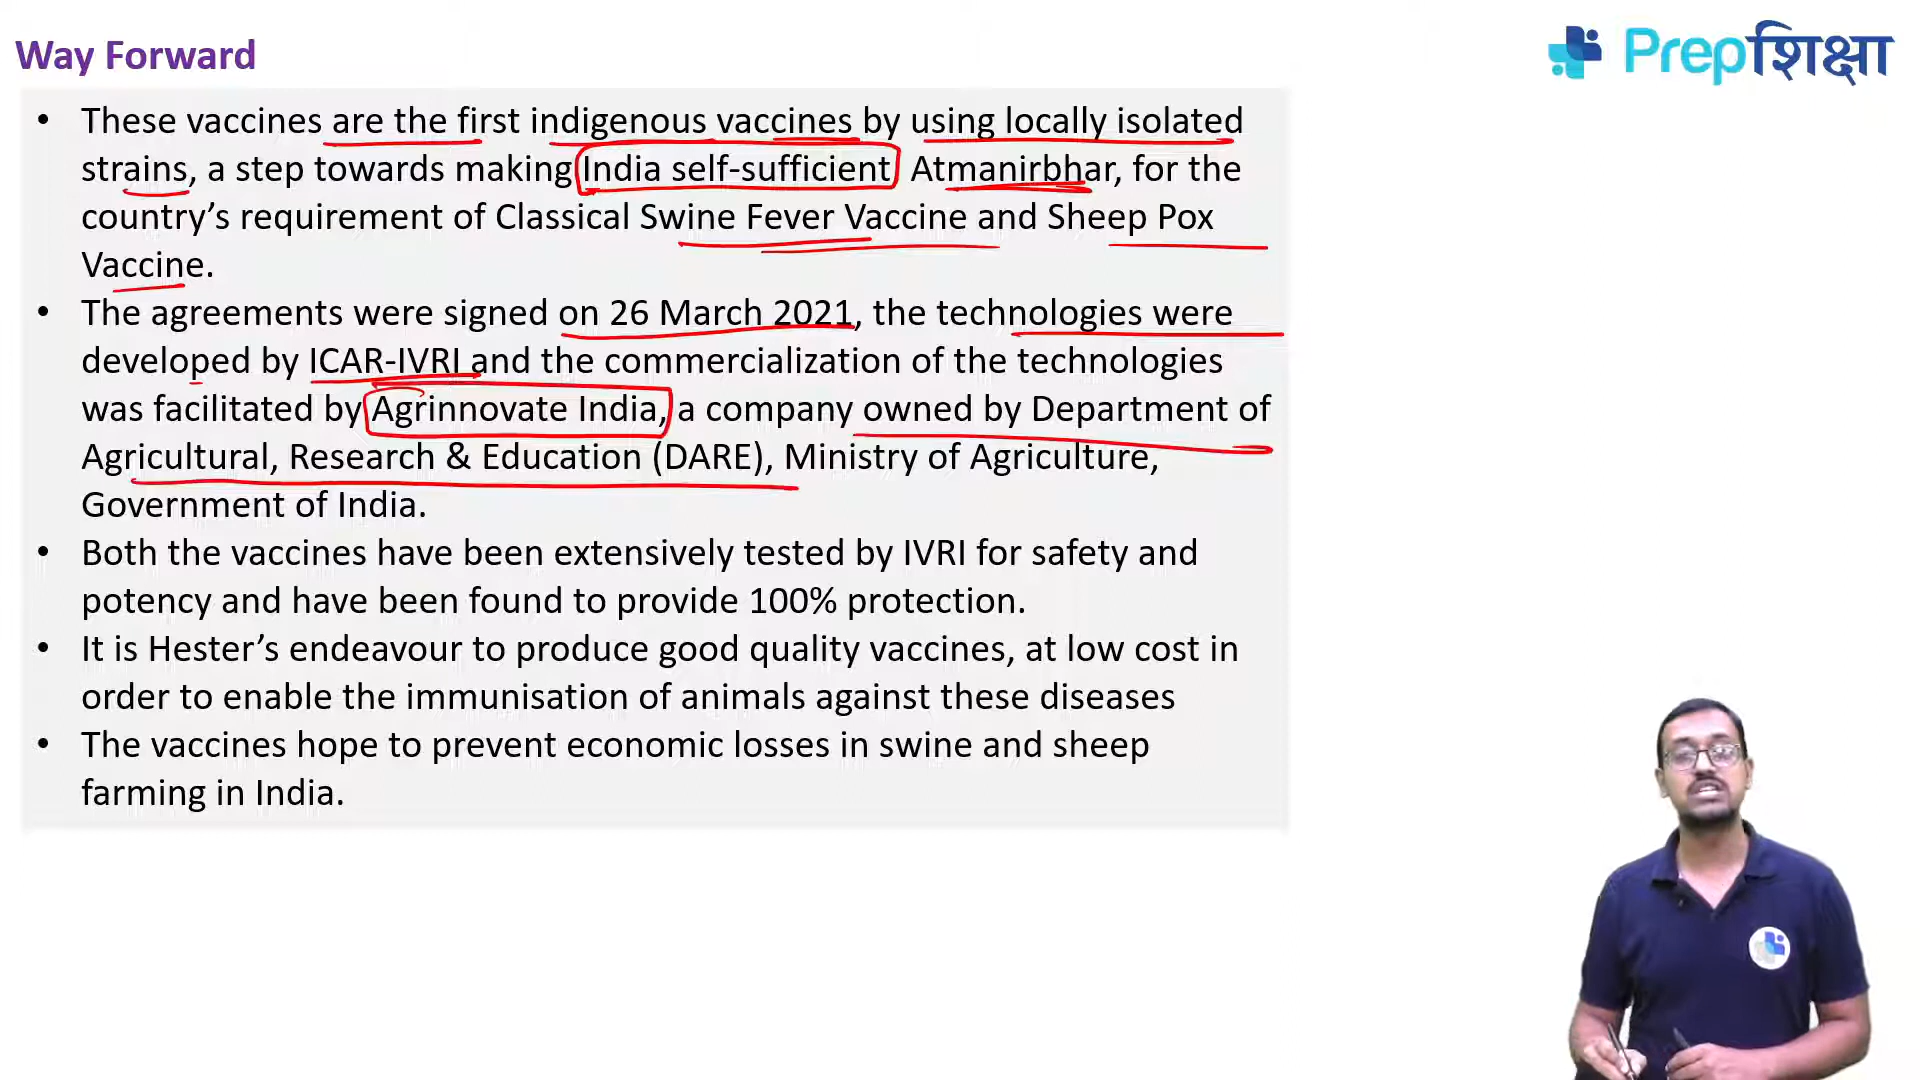 Way Forward
Prepशिक्षा
• These vaccines are the first indigenous vaccines by using locally isolated
strains, a step towards making India self-sufficient Atmanirbhar, for the
country’s requirement of Classical Swine Fever Vaccine and Sheep Pox
Vaccine.
• The agreements were signed on 26 March 2021, the technologies were
developed by ICAR-IVRI and the commercialization of the technologies
was facilitated by Agrinnovate India, a company owned by Department of
Agricultural, Research & Education (DARE), Ministry of Agriculture,
Government of India.
• Both the vaccines have been extensively tested by IVRI for safety and
potency and have been found to provide 100% protection.
• It is Hester’s endeavour to produce good quality vaccines, at low cost in
order to enable the immunisation of animals against these diseases
• The vaccines hope to prevent economic losses in swine and sheep
farming in India.